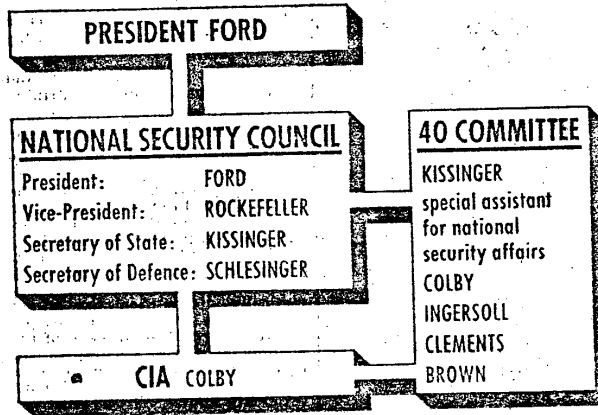 PRESIDENT FORD
NATIONAL SECURITY COUNCIL
President: FORD
Vice-President: ROCKEFELLER
Secretary of State: KISSINGER
Secretary of Defence: SCHLESINGER
40 COMMITTEE
KISSINGER
special assistant
for national
security affairs
COLBY
INGERSOLL
CLEMENTS
BROWN
CIA COLBY